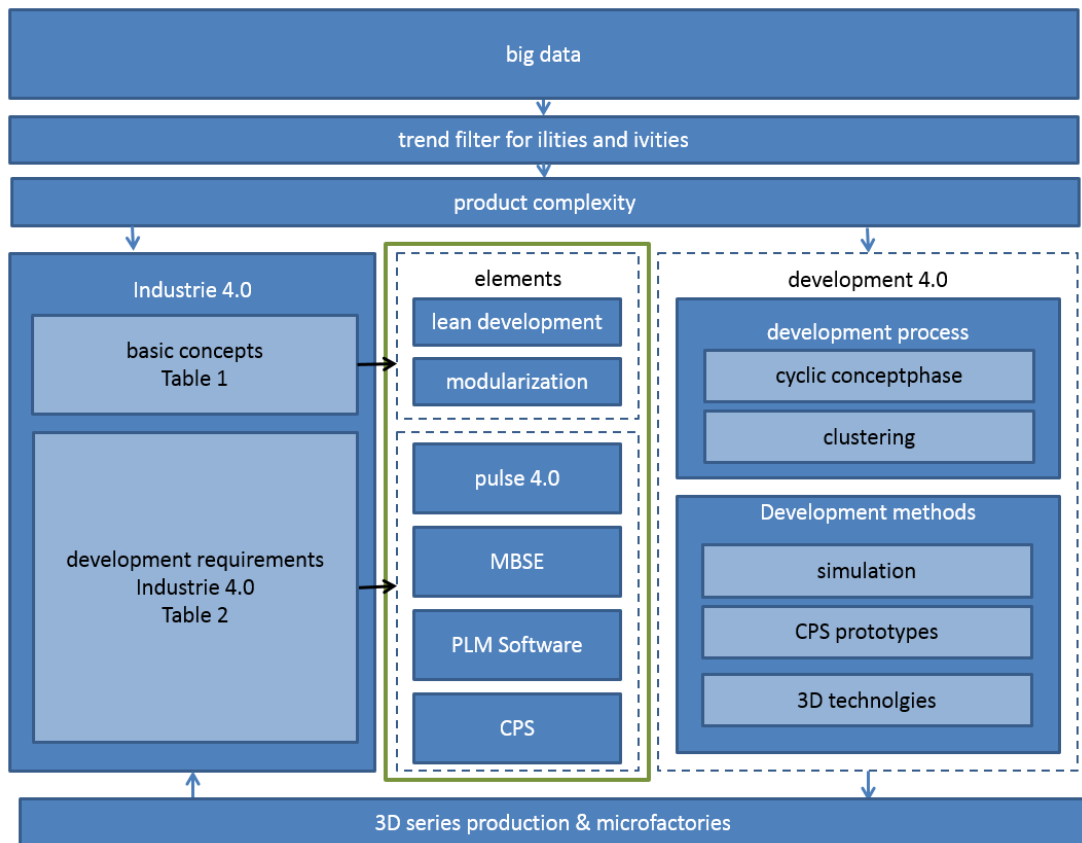 big data
trend filter for ilities and ivities
product complexity
Industrie 4.0
basic concepts
Table 1
development requirements
Industrie 4.0
Table 2
elements
lean development
modularization
pulse 4.0
MBSE
PLM Software
CPS
development 4.0
development process
cyclic conceptphase
clustering
Development methods
simulation
CPS prototypes
3D technolgies
3D series production & microfactories